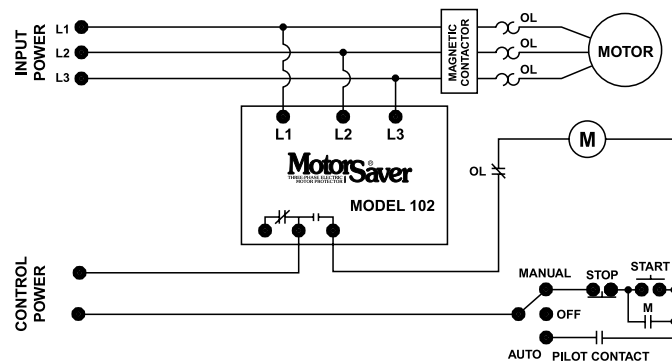 INPUT POWER
L1
L2
L3
MAGNETIC CONTACTOR
OL
OL
OL
MOTOR
L1 L2 L3
MotorSaver®
THREE-PHASE ELECTRIC
MOTOR PROTECTOR
MODEL 102
M
OL
CONTROL POWER
MANUAL
STOP
START
OFF
M
AUTO
PILOT CONTACT